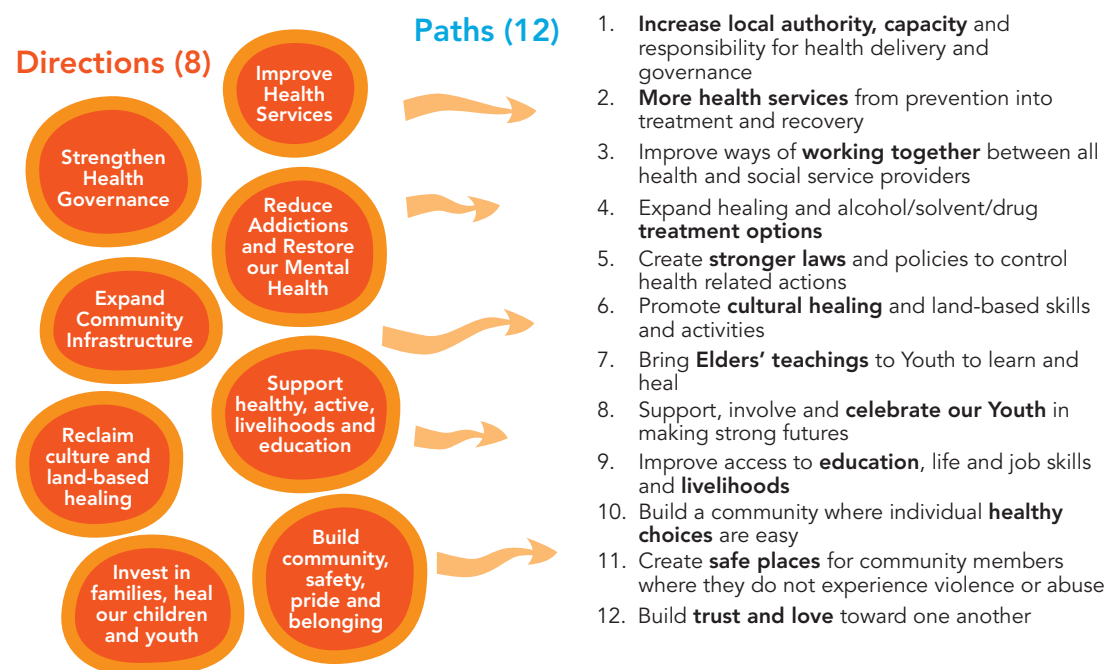 Paths (12)
Directions (8)
Improve
Health
Services
Strengthen
Health
Governance
Reduce
Addictions
and Restore
our Mental
Health
Expand
Community
Infrastructure
Support
healthy, active,
livelihoods and
education
Reclaim
culture and
land-based
healing
Build
community,
safety,
pride and
belonging
Invest in
families, heal
our children
and youth
1. Increase local authority, capacity and
responsibility for health delivery and
governance
2. More health services from prevention into
treatment and recovery
3. Improve ways of working together between all
health and social service providers
4. Expand healing and alcohol/solvent/drug
treatment options
5. Create stronger laws and policies to control
health related actions
6. Promote cultural healing and land-based skills
and activities
7. Bring Elders’ teachings to Youth to learn and
heal
8. Support, involve and celebrate our Youth in
making strong futures
9. Improve access to education, life and job skills
and livelihoods
10. Build a community where individual healthy
choices are easy
11. Create safe places for community members
where they do not experience violence or abuse
12. Build trust and love toward one another